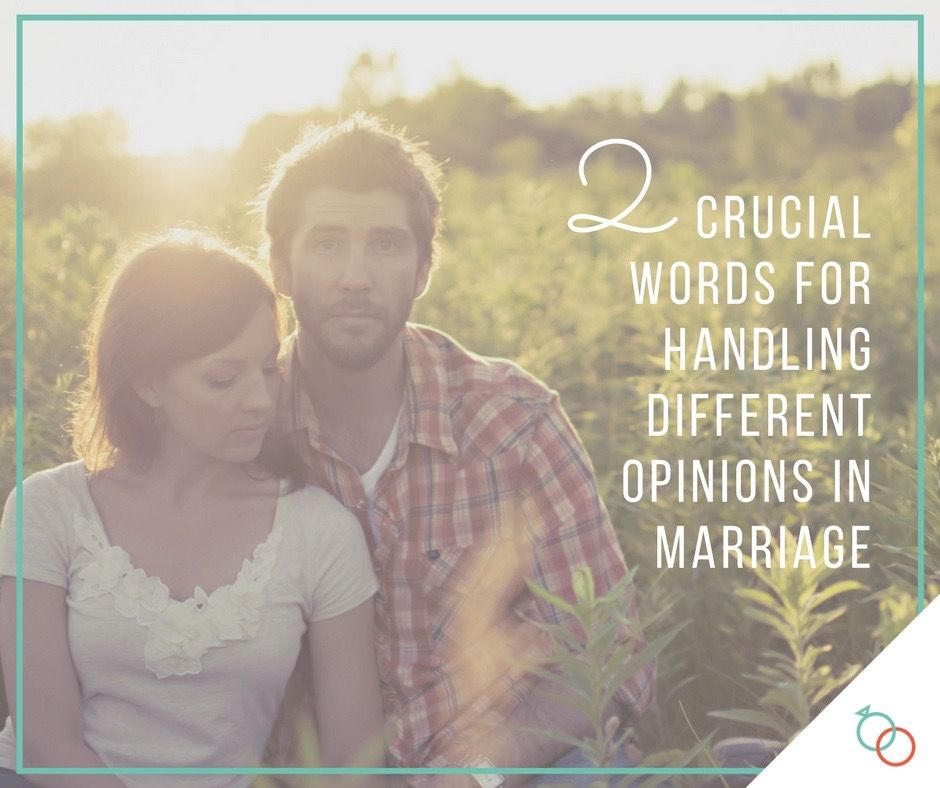 2 CRUCIAL
WORDS FOR
HANDLING
DIFFERENT
OPINIONS IN
MARRIAGE